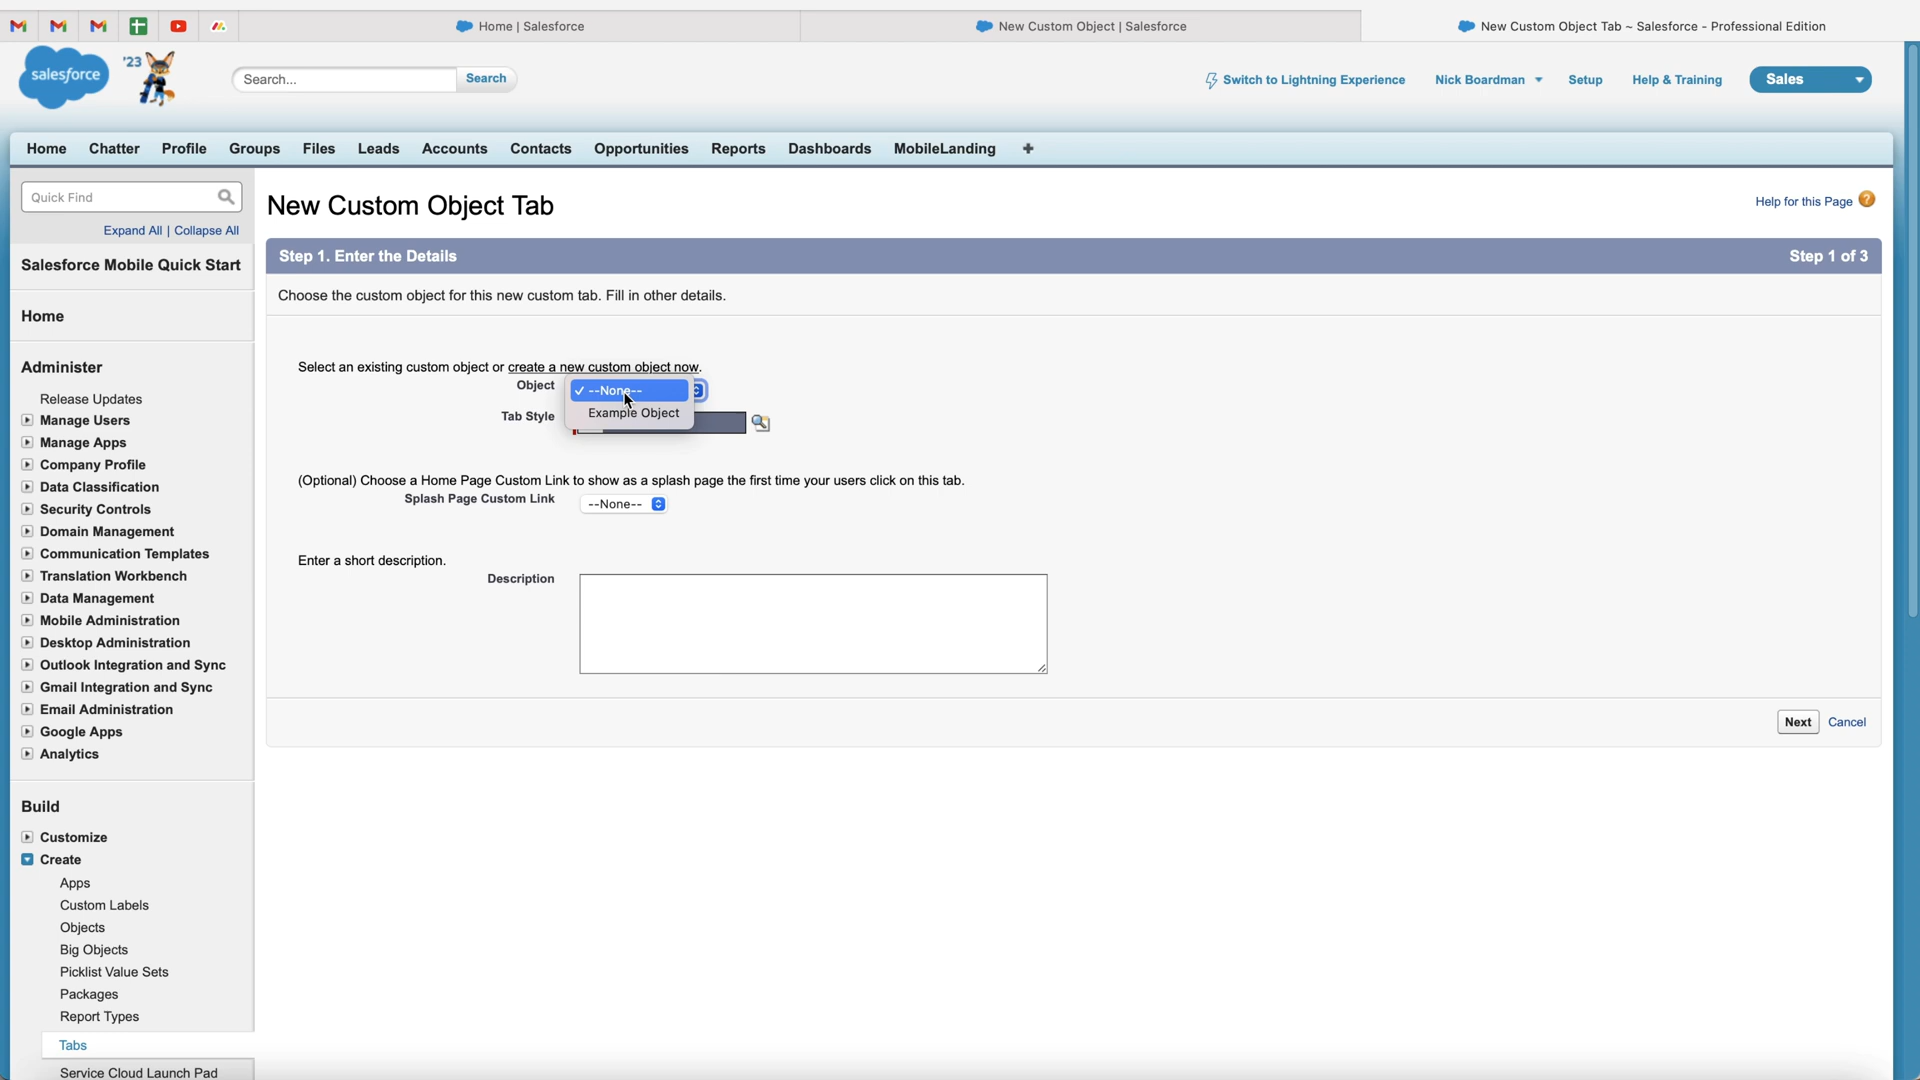 Home | Salesforce
New Custom Object | Salesforce
New Custom Object Tab ~ Salesforce - Professional Edition
salesforce
'23
Search...
Search
Switch to Lightning Experience
Nick Boardman
Setup
Help & Training
Sales
Home Chatter Profile Groups Files Leads Accounts Contacts Opportunities Reports Dashboards MobileLanding +
Quick Find
Expand All | Collapse All
Salesforce Mobile Quick Start
Home
Administer
Release Updates
Manage Users
Manage Apps
Company Profile
Data Classification
Security Controls
Domain Management
Communication Templates
Translation Workbench
Data Management
Mobile Administration
Desktop Administration
Outlook Integration and Sync
Gmail Integration and Sync
Email Administration
Google Apps
Analytics
Build
Customize
Create
Apps
Custom Labels
Objects
Big Objects
Picklist Value Sets
Packages
Report Types
Tabs
Service Cloud Launch Pad
New Custom Object Tab
Help for this Page ?
Step 1. Enter the Details
Step 1 of 3
Choose the custom object for this new custom tab. Fill in other details.
Select an existing custom object or create a new custom object now.
Object
✓ --None--
Example Object
Tab Style
(Optional) Choose a Home Page Custom Link to show as a splash page the first time your users click on this tab.
Splash Page Custom Link
--None--
Enter a short description.
Description
Next
Cancel